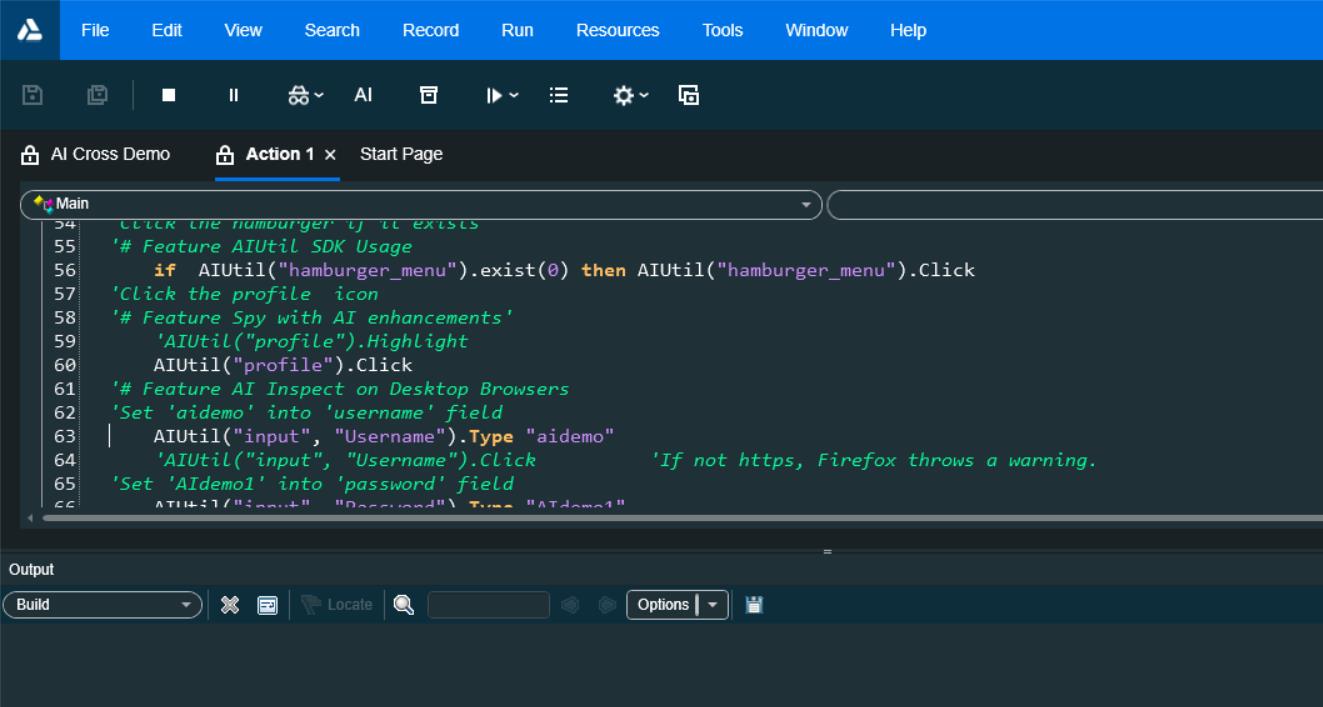 File Edit View Search Record Run Resources Tools Window Help
AI
AI Cross Demo Action 1 × Start Page
Main
54 'Click the hamburger if it exists
55 '# Feature AIUtil SDK Usage
56 if AIUtil("hamburger_menu").exist(0) then AIUtil("hamburger_menu").Click
57 'Click the profile  icon
58 '# Feature Spy with AI enhancements'
59 'AIUtil("profile").Highlight
60 AIUtil("profile").Click
61 '# Feature AI Inspect on Desktop Browsers
62 'Set 'aidemo' into 'username' field
63 AIUtil("input", "Username").Type "aidemo"
64 'AIUtil("input", "Username").Click 'If not https, Firefox throws a warning.
65 'Set 'AIdemo1' into 'password' field
66 AIUtil("input", "Password").Type "AIdemo1"
Output
Build Locate Options